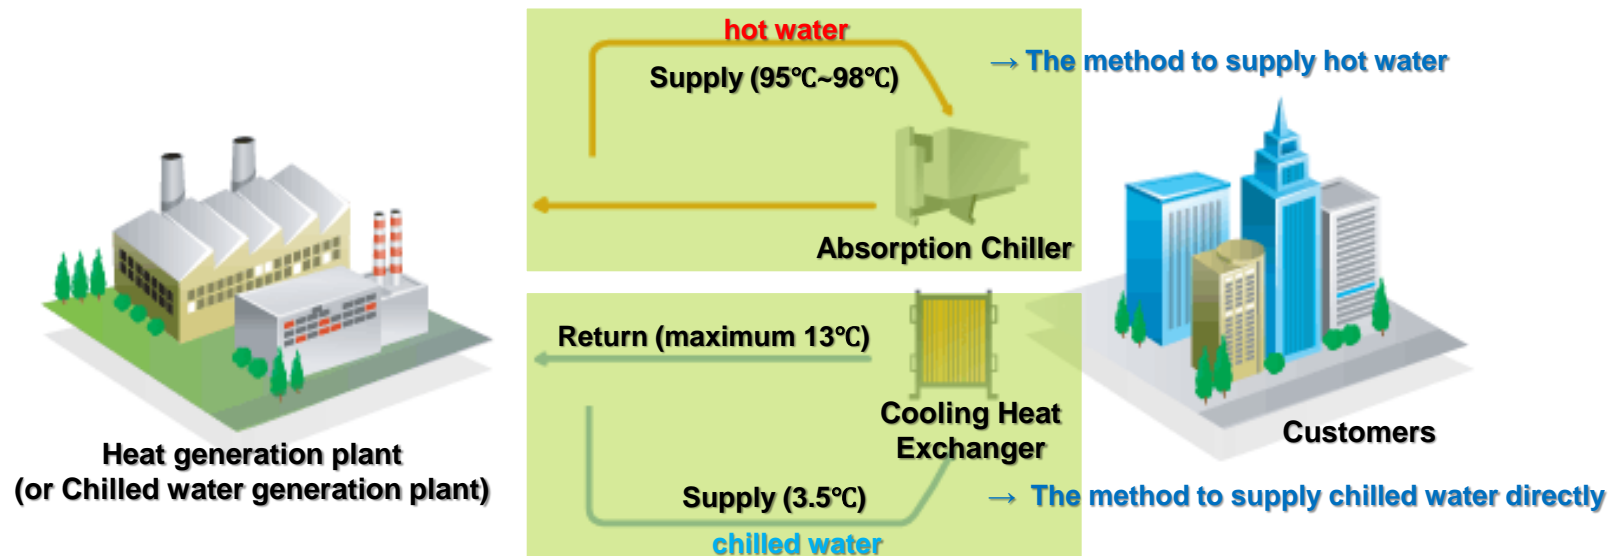 hot water
Supply (95℃~98℃)
→ The method to supply hot water
Absorption Chiller
Return (maximum 13℃)
Cooling Heat
Exchanger
Customers
Heat generation plant
(or Chilled water generation plant)
Supply (3.5℃)
→ The method to supply chilled water directly
chilled water